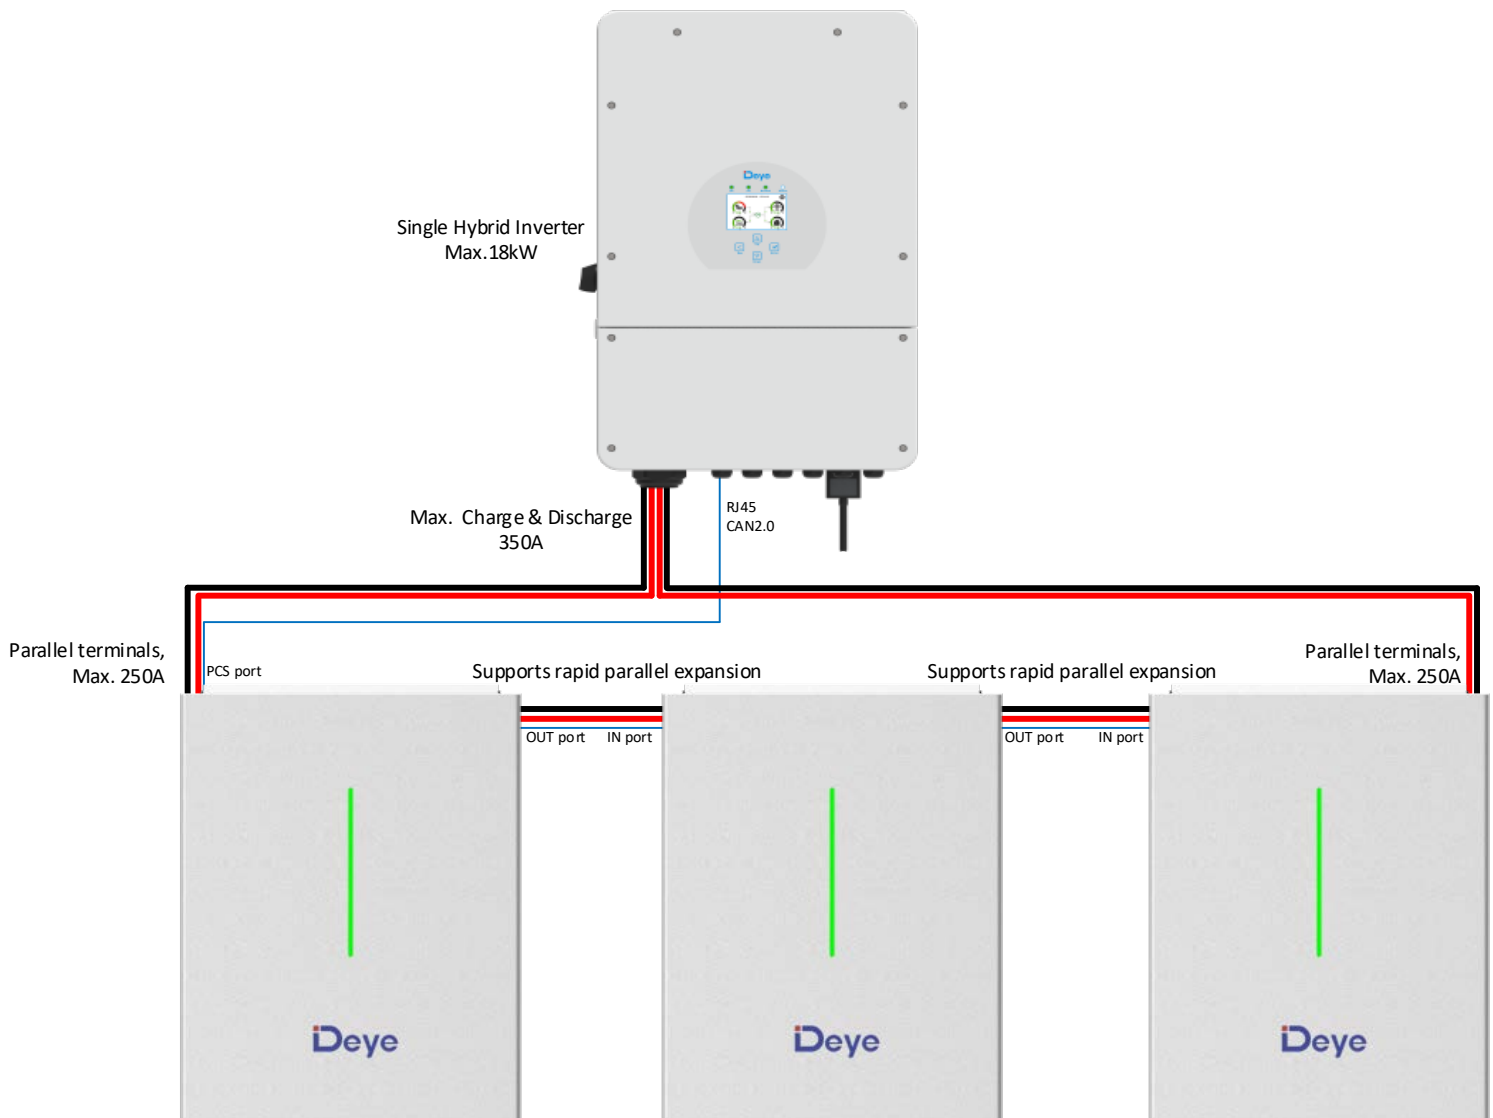 Deye
Single Hybrid Inverter
Max.18kW
Max. Charge & Discharge
350A
RJ45
CAN2.0
Parallel terminals,
Max. 250A
PCS port
Supports rapid parallel expansion
Supports rapid parallel expansion
Parallel terminals,
Max. 250A
OUT port
IN port
OUT port
IN port
Deye
Deye
Deye